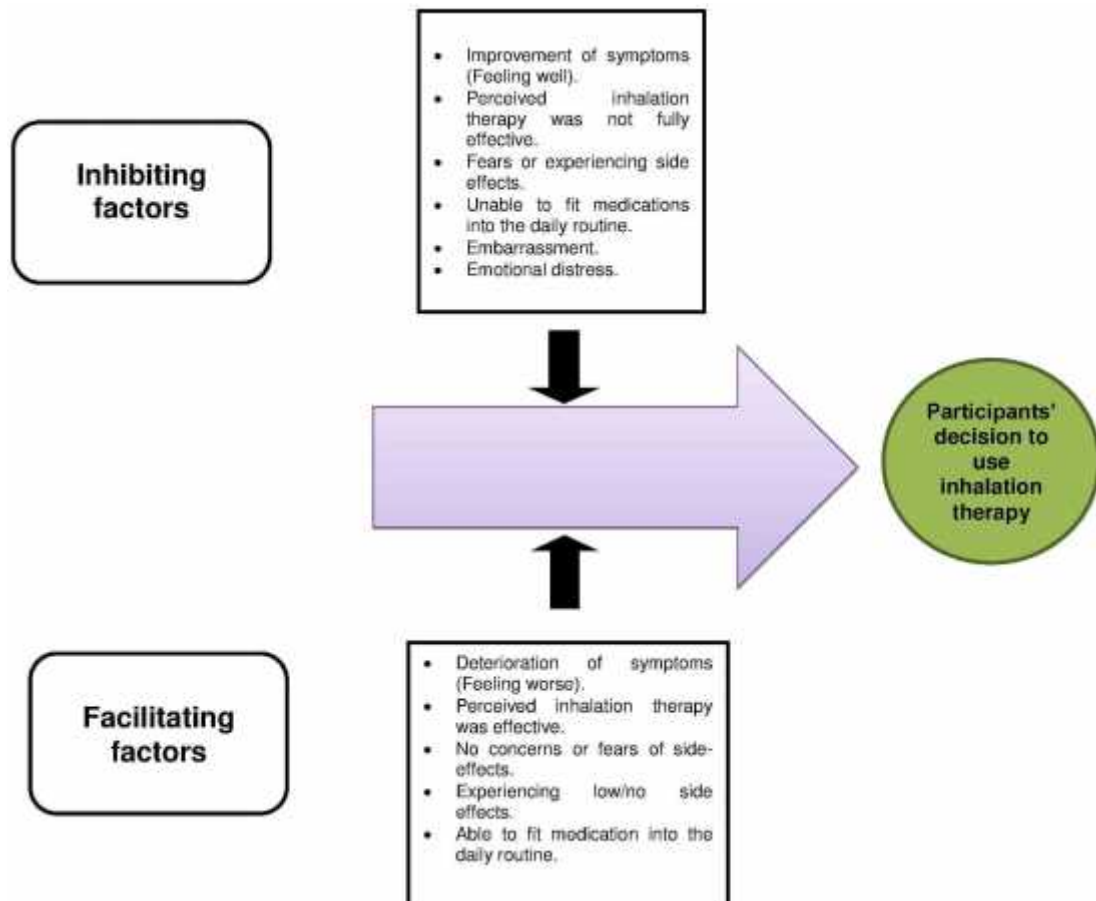 • Improvement of symptoms
(Feeling well).
• Perceived inhalation
therapy was not fully
effective.
• Fears or experiencing side
effects.
• Unable to fit medications
into the daily routine.
• Embarrassment.
• Emotional distress.
Inhibiting
factors
Participants'
decision to
use
inhalation
therapy
Facilitating
factors
• Deterioration of symptoms
(Feeling worse).
• Perceived inhalation therapy
was effective.
• No concerns or fears of side-
effects.
• Experiencing low/no side
effects.
• Able to fit medication into the
daily routine.